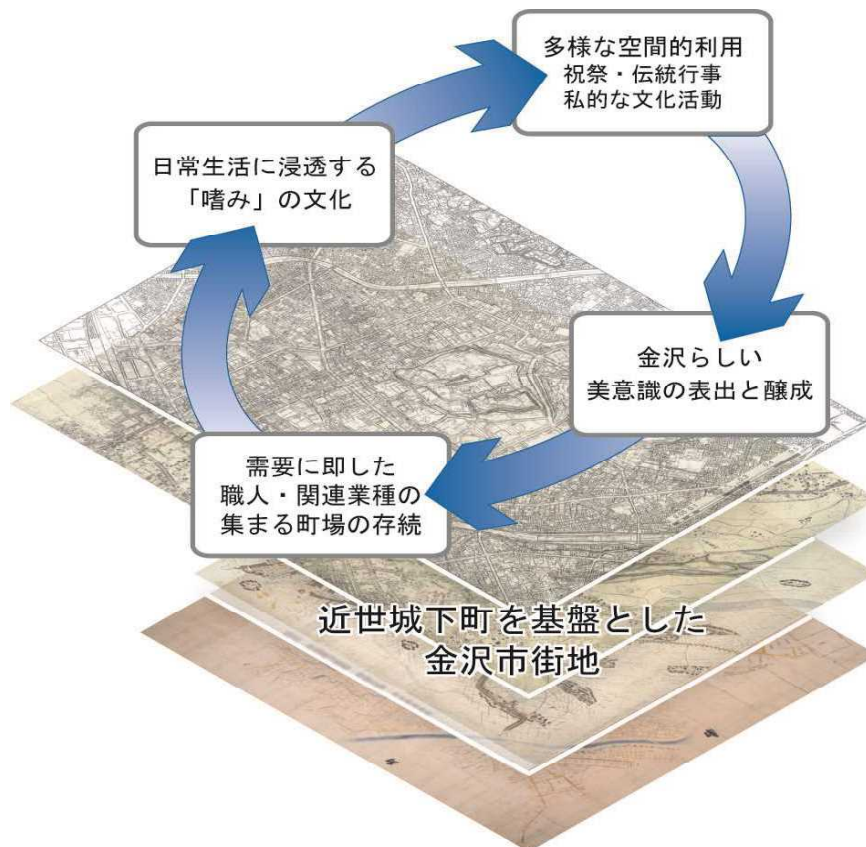 多様な空間的利用
祝祭・伝統行事
私的な文化活動
日常生活に浸透する
「嗜み」の文化
金沢らしい
美意識の表出と醸成
需要に即した
職人・関連業種の
集まる町場の存続
近世城下町を基盤とした
金沢市街地